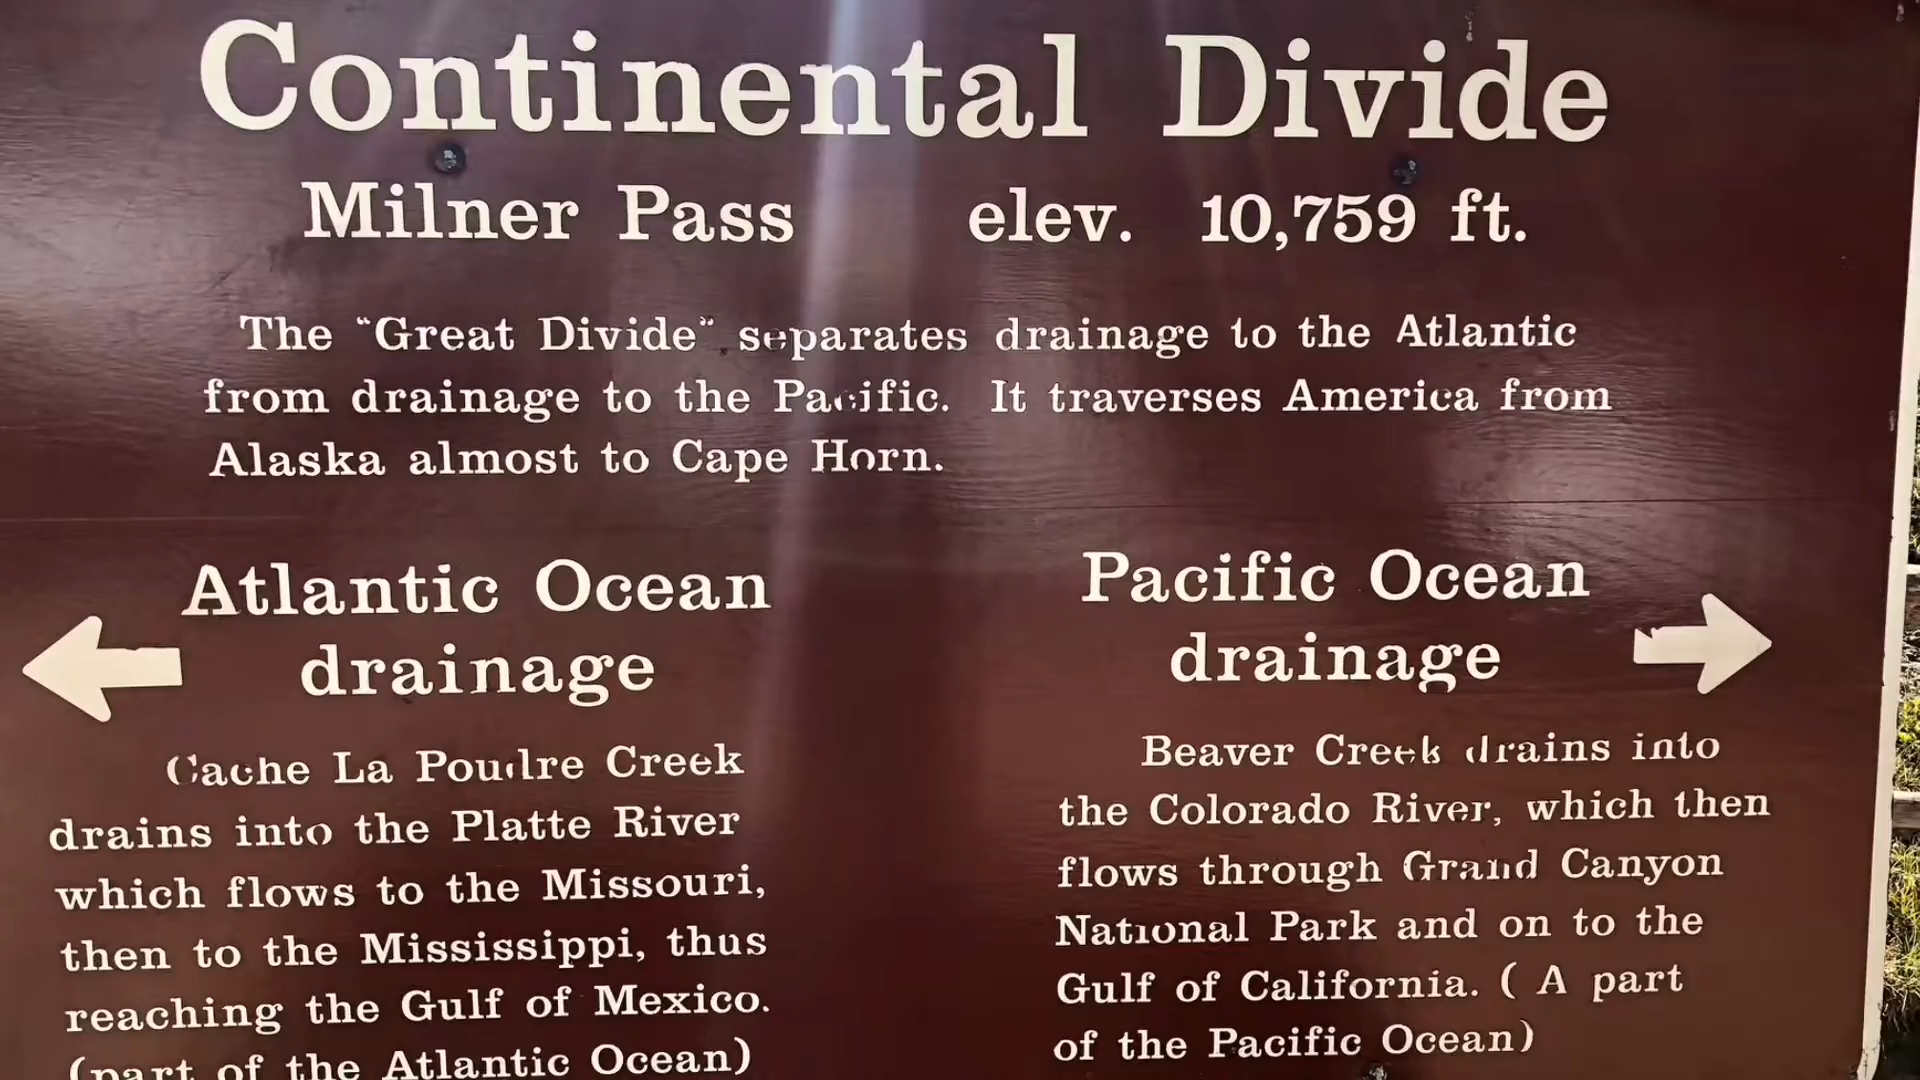 Continental Divide
Milner Pass elev. 10,759 ft.
The "Great Divide" separates drainage to the Atlantic
from drainage to the Pacific. It traverses America from
Alaska almost to Cape Horn.
Atlantic Ocean
drainage
Cache La Poudre Creek
drains into the Platte River
which flows to the Missouri,
then to the Mississippi, thus
reaching the Gulf of Mexico.
(part of the Atlantic Ocean)
Pacific Ocean
drainage
Beaver Creek drains into
the Colorado River, which then
flows through Grand Canyon
National Park and on to the
Gulf of California. ( A part
of the Pacific Ocean)